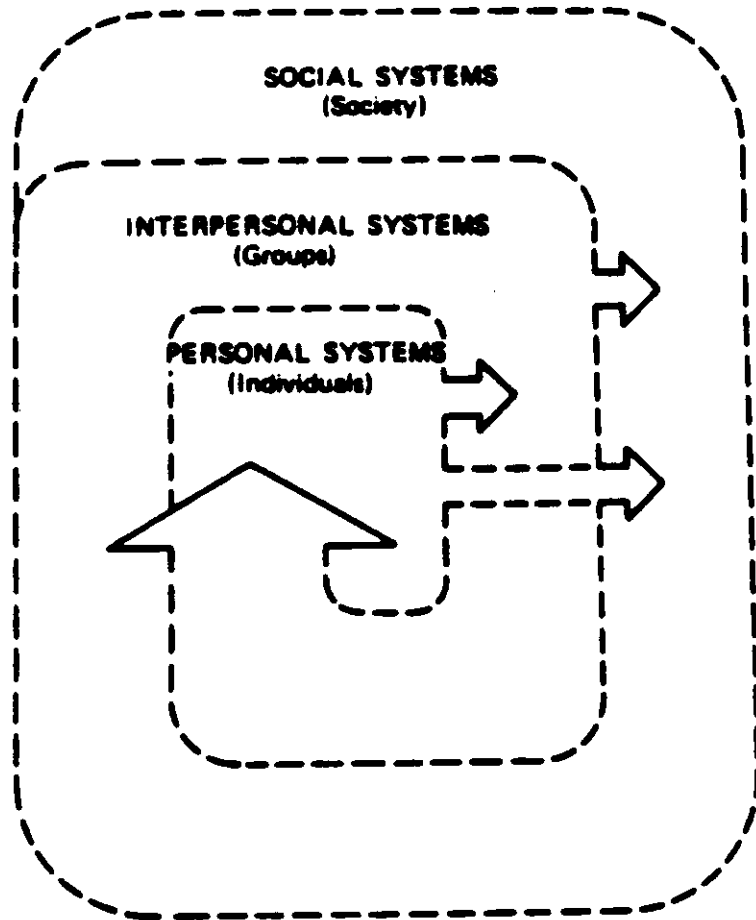 SOCIAL SYSTEMS
(Society)
INTERPERSONAL SYSTEMS
(Groups)
PERSONAL SYSTEMS
(Individuals)